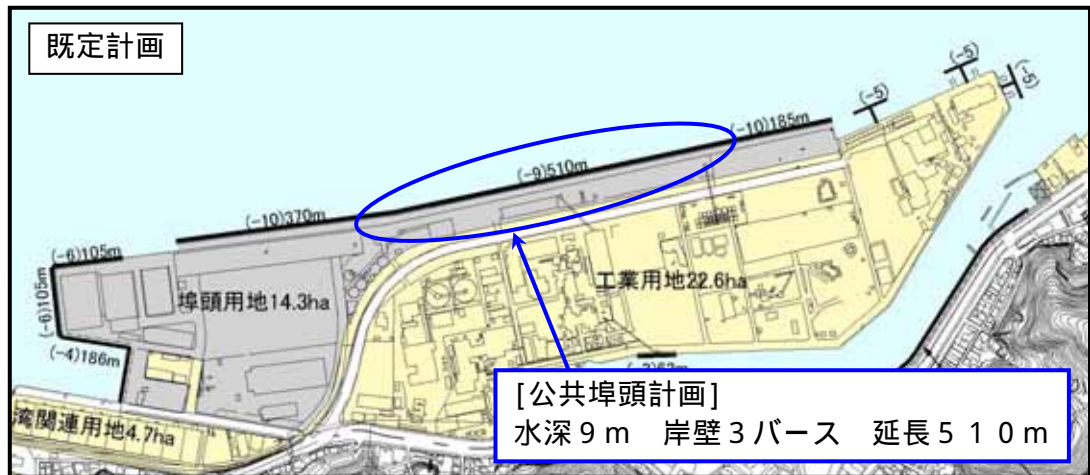 既定計画
(-5)
(-5)
(-5)
(-10)185m
(-9)510m
(-10)370m
(-6)105m
(-6)105m
埠頭用地14.3ha
工業用地22.6ha
(-4)186m
湾関連用地4.7ha
[公共埠頭計画]
水深9m 岸壁3バース 延長510m